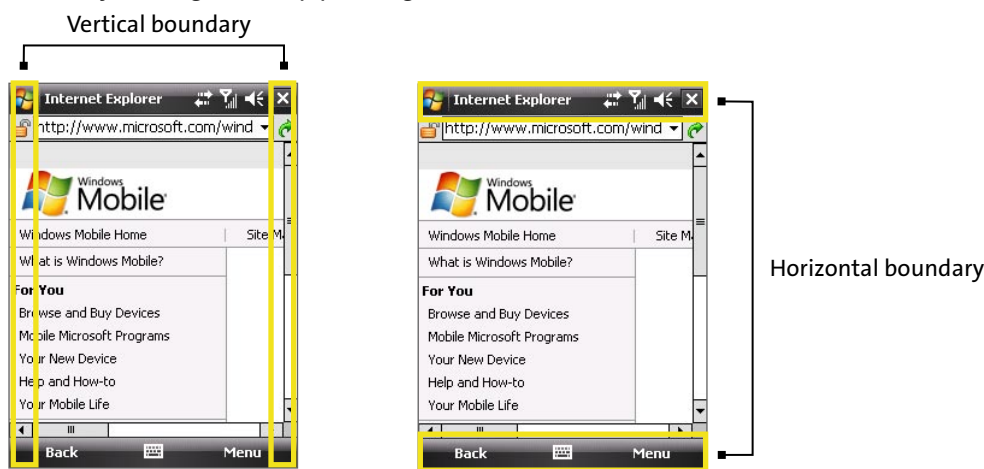 Vertical boundary
Internet Explorer
http://www.microsoft.com/wind
Windows
Mobile
Windows Mobile Home | Site M
What is Windows Mobile?
For You
Browse and Buy Devices
Mobile Microsoft Programs
Your New Device
Help and How-to
Your Mobile Life
Back Menu
Internet Explorer
http://www.microsoft.com/wind
Windows
Mobile
Windows Mobile Home | Site M
What is Windows Mobile?
For You
Browse and Buy Devices
Mobile Microsoft Programs
Your New Device
Help and How-to
Your Mobile Life
Back Menu
Horizontal boundary